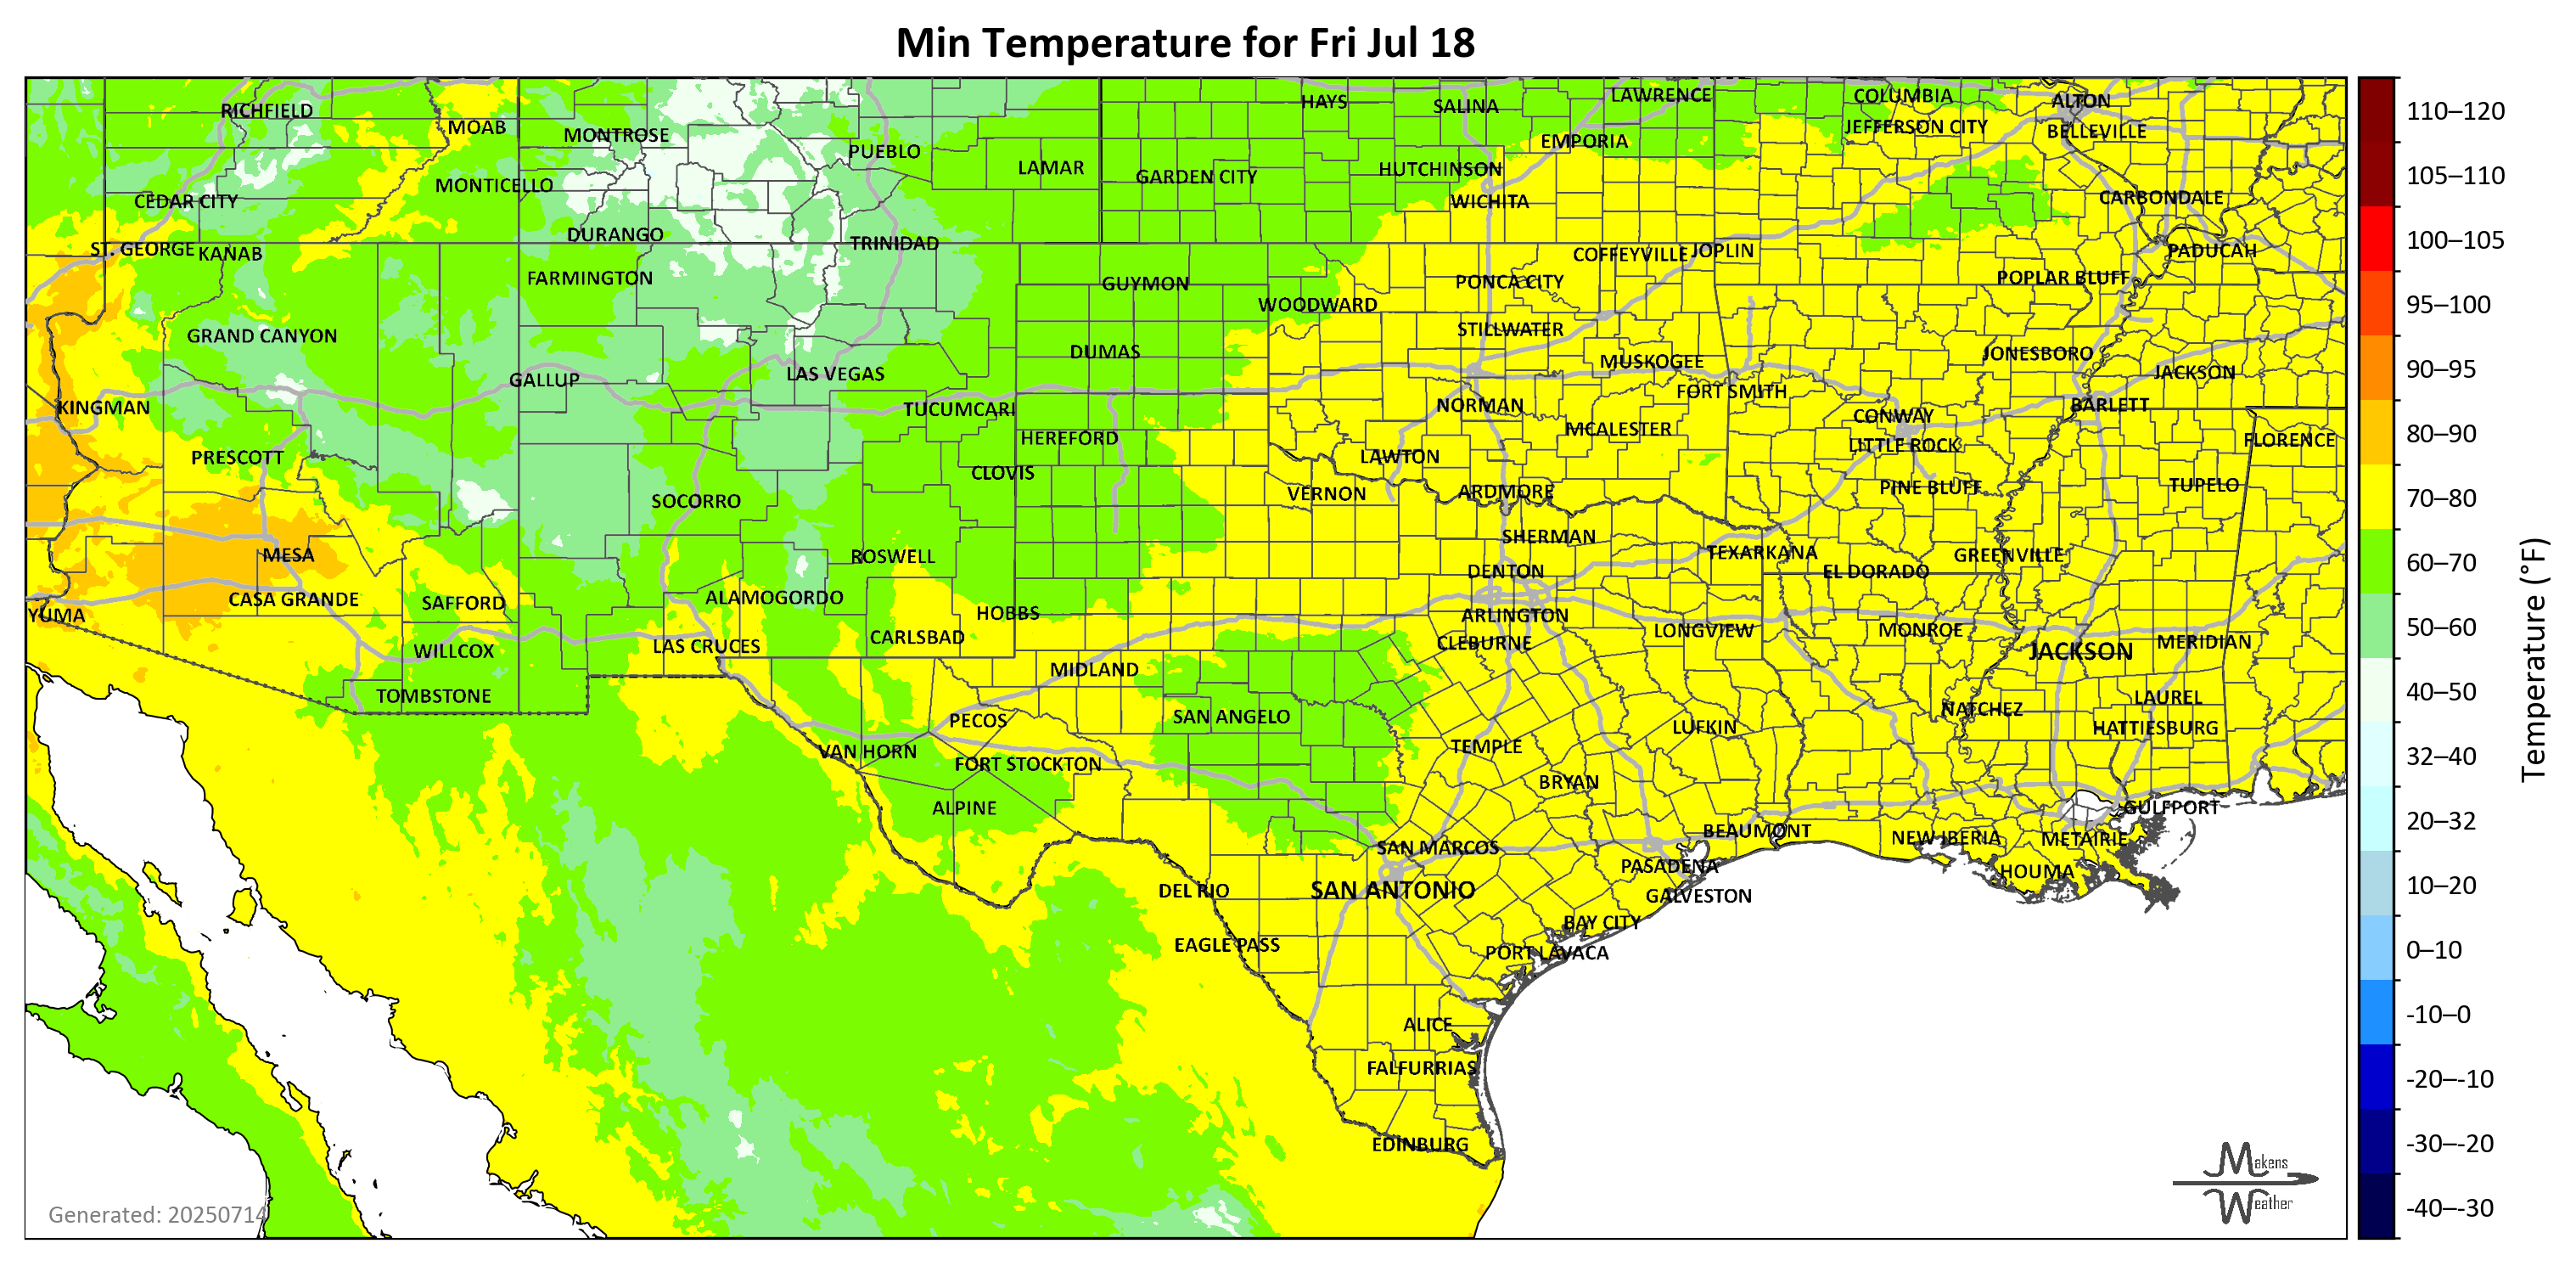 Min Temperature for Fri Jul 18
RICHFIELD
MOAB
MONTROSE
PUEBLO
LAMAR
HAYS
SALINA
LAWRENCE
EMPORIA
COLUMBIA
JEFFERSON CITY
ALTON
BELLEVILLE
MONTICELLO
CEDAR CITY
GARDEN CITY
HUTCHINSON
WICHITA
CARBONDALE
ST. GEORGE
KANAB
DURANGO
TRINIDAD
COFFEYVILLE
JOPLIN
PADUCAH
FARMINGTON
GUYMON
WOODWARD
PONCA CITY
POPLAR BLUFF
GRAND CANYON
DUMAS
STILLWATER
MUSKOGEE
JONESBORO
GALLUP
LAS VEGAS
FORT SMITH
JACKSON
KINGMAN
TUCUMCARI
NORMAN
CONWAY
BARLETT
PRESCOTT
HEREFORD
CLOVIS
LAWTON
MCALESTER
LITTLE ROCK
FLORENCE
SOCORRO
VERNON
ARDMORE
PINE BLUFF
TUPELO
MESA
ROSWELL
SHERMAN
TEXARKANA
GREENVILLE
DENTON
EL DORADO
YUMA
CASA GRANDE
SAFFORD
ALAMOGORDO
HOBBS
ARLINGTON
WILLCOX
LAS CRUCES
CARLSBAD
CLEBURNE
LONGVIEW
MONROE
JACKSON
MERIDIAN
TOMBSTONE
MIDLAND
PECOS
SAN ANGELO
LUFKIN
NATCHEZ
LAUREL
HATTIESBURG
VAN HORN
FORT STOCKTON
TEMPLE
BRYAN
ALPINE
SAN MARCOS
BEAUMONT
NEW IBERIA
METAIRIE
GULFPORT
DEL RIO
SAN ANTONIO
PASADENA
GALVESTON
HOUMA
EAGLE PASS
BAY CITY
PORT LAVACA
ALICE
FALFURRIAS
EDINBURG
Generated: 20250714
Makens
Weather
110–120
105–110
100–105
95–100
90–95
80–90
70–80
60–70
50–60
40–50
32–40
20–32
10–20
0–10
-10–0
-20–-10
-30–-20
-40–-30
Temperature (°F)